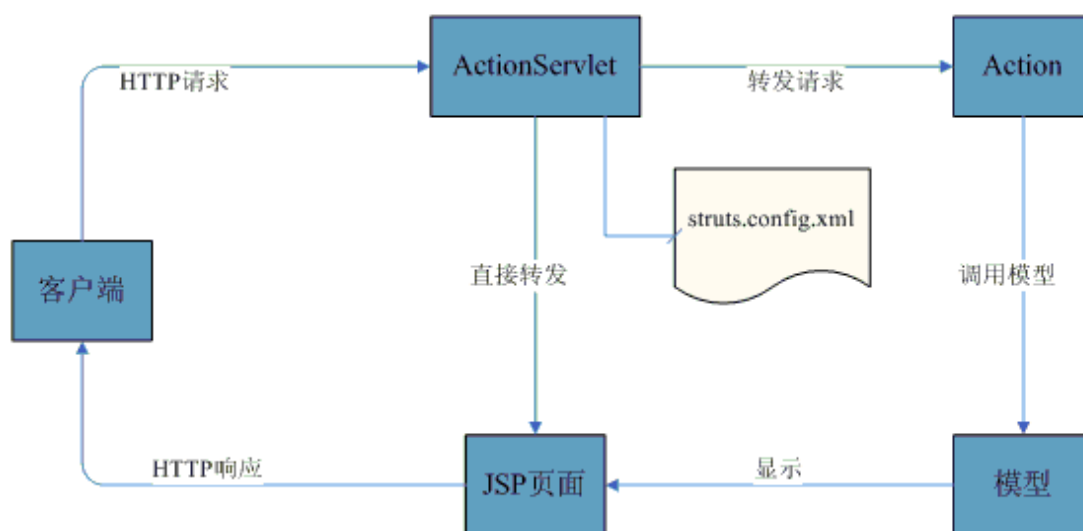 ActionServlet
Action
HTTP请求
转发请求
struts.config.xml
客户端
直接转发
调用模型
HTTP响应
JSP页面
显示
模型